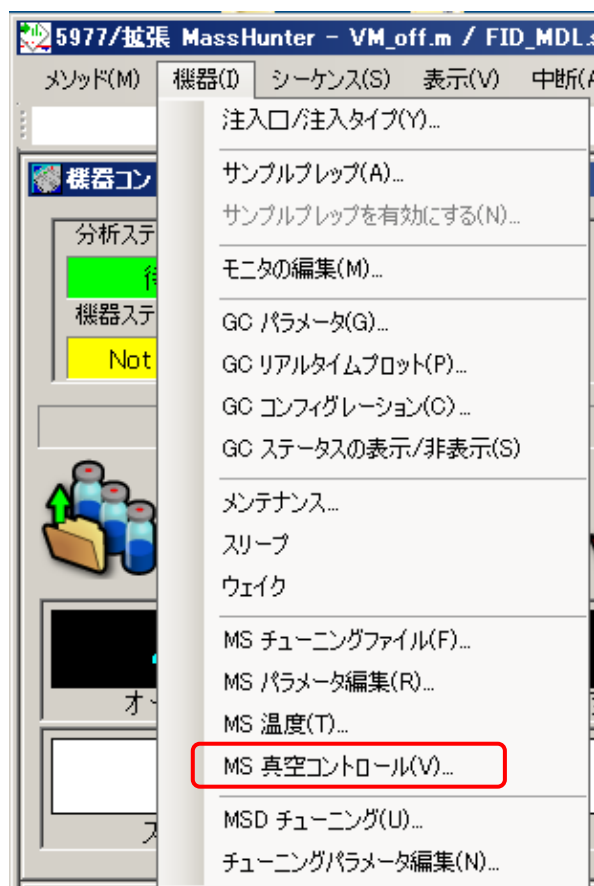 5977/拡張 MassHunter - VM_off.m / FID_MDL.s
メソッド(M) 機器(I) シーケンス(S) 表示(V) 中断(
注入口/注入タイプ(Y)...
機器コン
サンプルプレップ(A)...
サンプルプレップを有効にする(N)...
分析ステ
モニタの編集(M)...
機器ステ
GC パラメータ(G)...
Not
GC リアルタイムプロット(P)...
GC コンフィグレーション(C)...
GC ステータスの表示/非表示(S)
メンテナンス...
スリープ
ウェイク
MS チューニングファイル(F)...
MS パラメータ編集(R)...
オー
MS 温度(T)...
MS 真空コントロール(V)...
MSD チューニング(U)...
ス
チューニングパラメータ編集(N)...